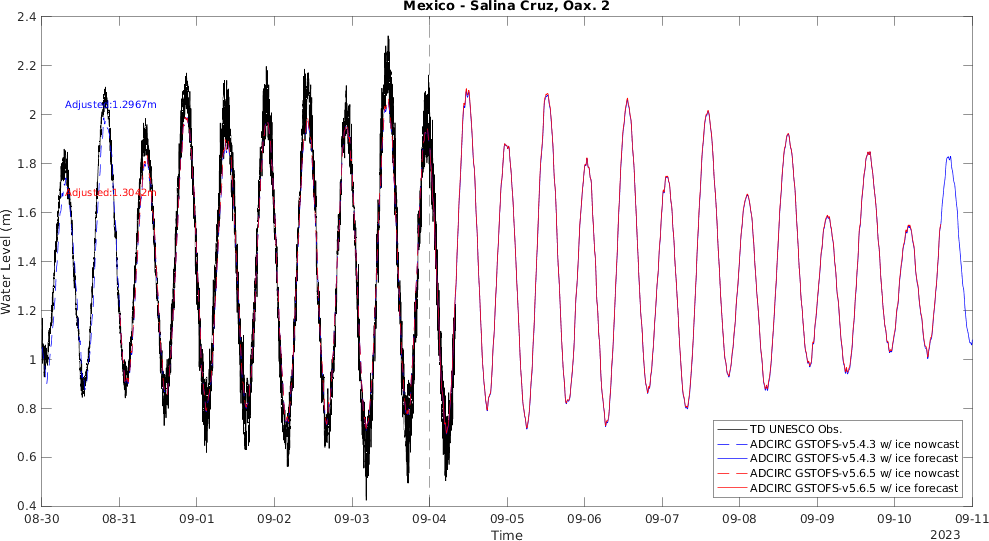 Mexico - Salina Cruz, Oax. 2
2.4
2.2
2
1.8
1.6
1.4
1.2
1
0.8
0.6
0.4
Water Level (m)
Adjusted:1.2967m
Adjusted:1.3042m
TD UNESCO Obs.
ADCIRC GSTOFS-v5.4.3 w/ ice nowcast
ADCIRC GSTOFS-v5.4.3 w/ ice forecast
ADCIRC GSTOFS-v5.6.5 w/ ice nowcast
ADCIRC GSTOFS-v5.6.5 w/ ice forecast
08-30 08-31 09-01 09-02 09-03 09-04 09-05 09-06 09-07 09-08 09-09 09-10 09-11
Time
2023